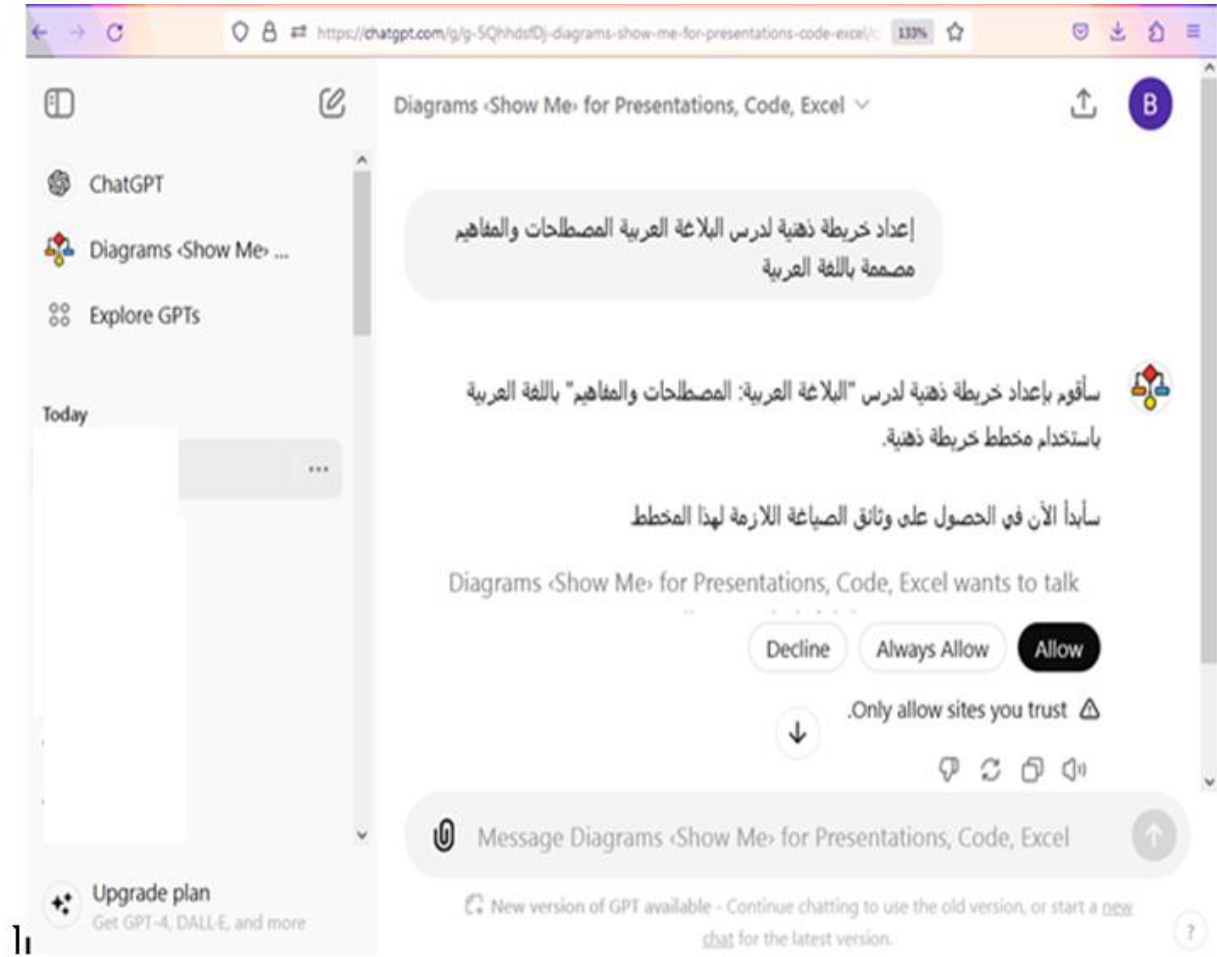 https://chatgpt.com/g/g-5QhhdsfDj-diagrams-show-me-for-presentations-code-excel/c
133%
Diagrams ‹Show Me› for Presentations, Code, Excel
B
ChatGPT
Diagrams ‹Show Me› ...
Explore GPTs
Today
إعداد خريطة ذهنية لدرس البلاغة العربية المصطلحات والمفاهيم
مصممة باللغة العربية
سأقوم بإعداد خريطة ذهنية لدرس "البلاغة العربية: المصطلحات والمفاهيم" باللغة العربية
باستخدام مخطط خريطة ذهنية.
سأبدأ الآن في الحصول على وثائق الصياغة اللازمة لهذا المخطط
Diagrams ‹Show Me› for Presentations, Code, Excel wants to talk
Decline
Always Allow
Allow
.Only allow sites you trust
Message Diagrams ‹Show Me› for Presentations, Code, Excel
Upgrade plan
Get GPT-4, DALL·E, and more
New version of GPT available - Continue chatting to use the old version, or start a new
chat for the latest version.
?